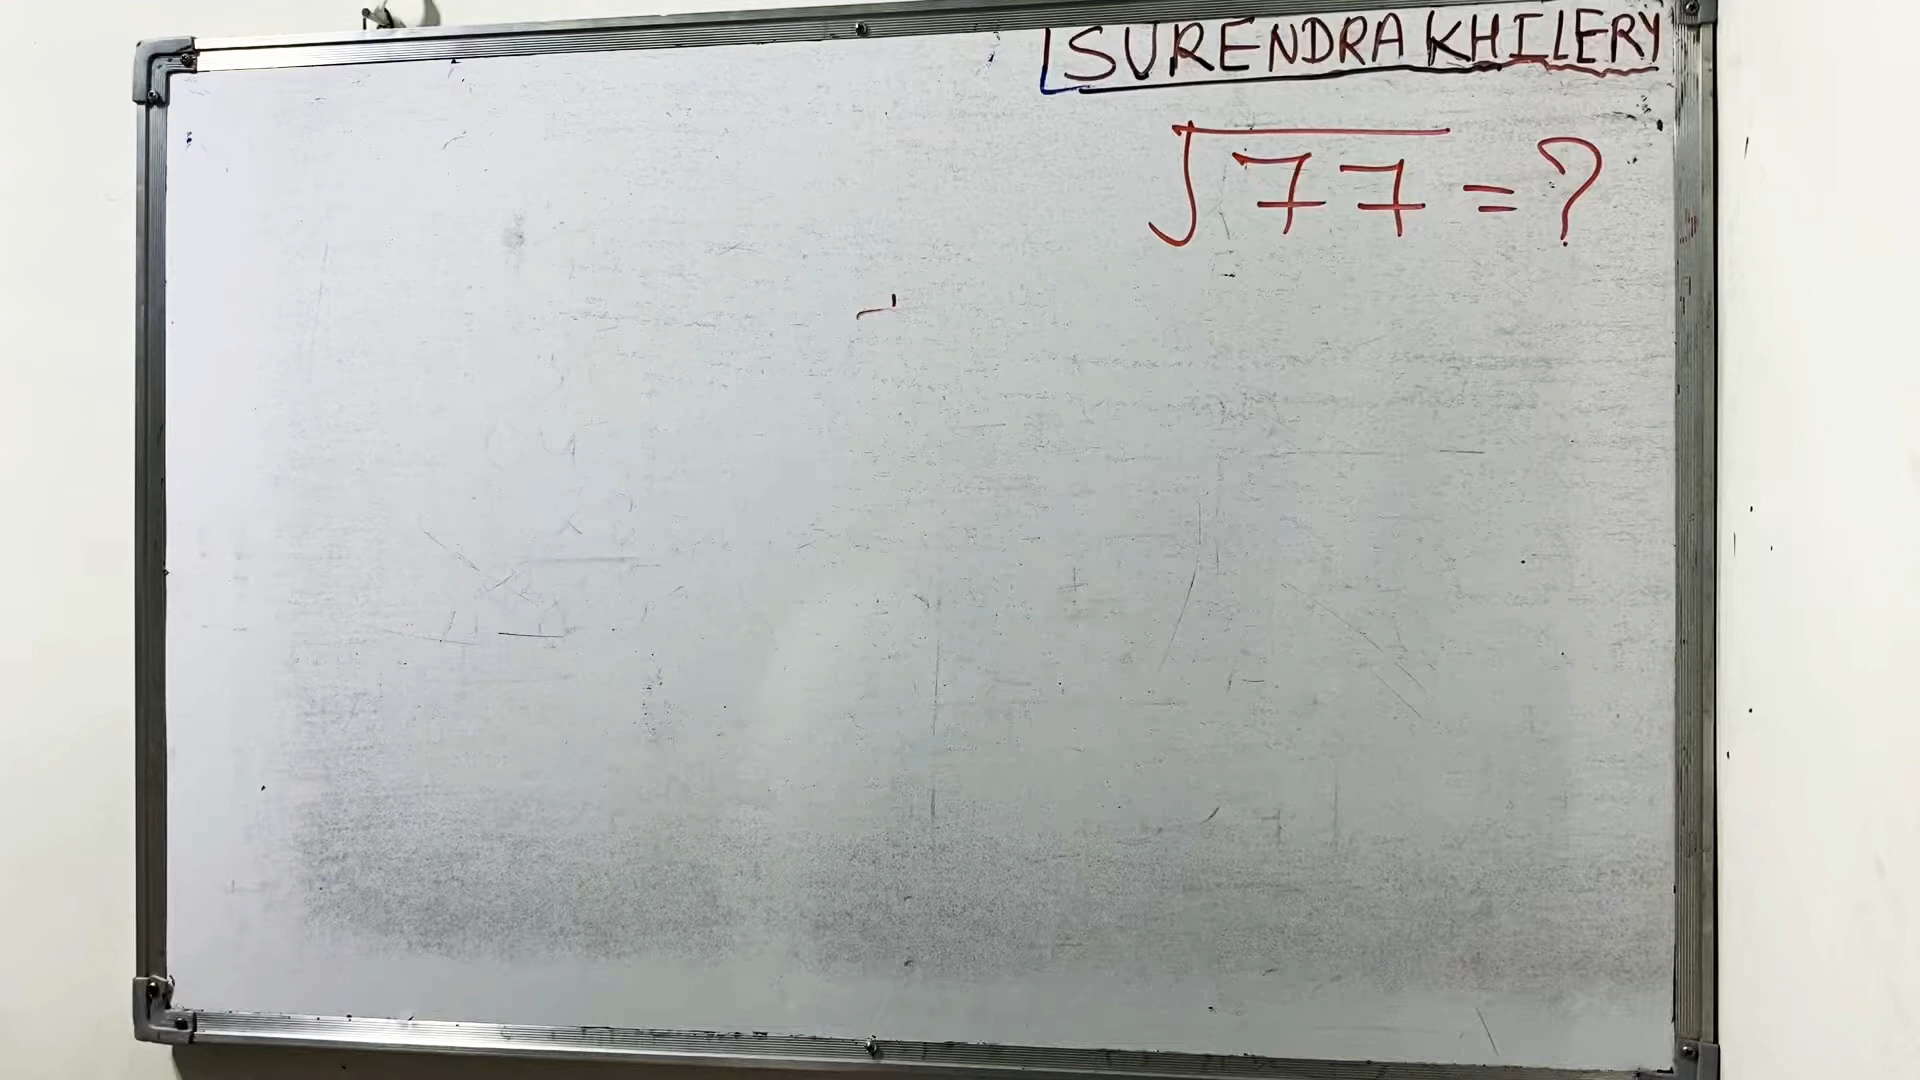 SURENDRA KHILERY
√77 = ?